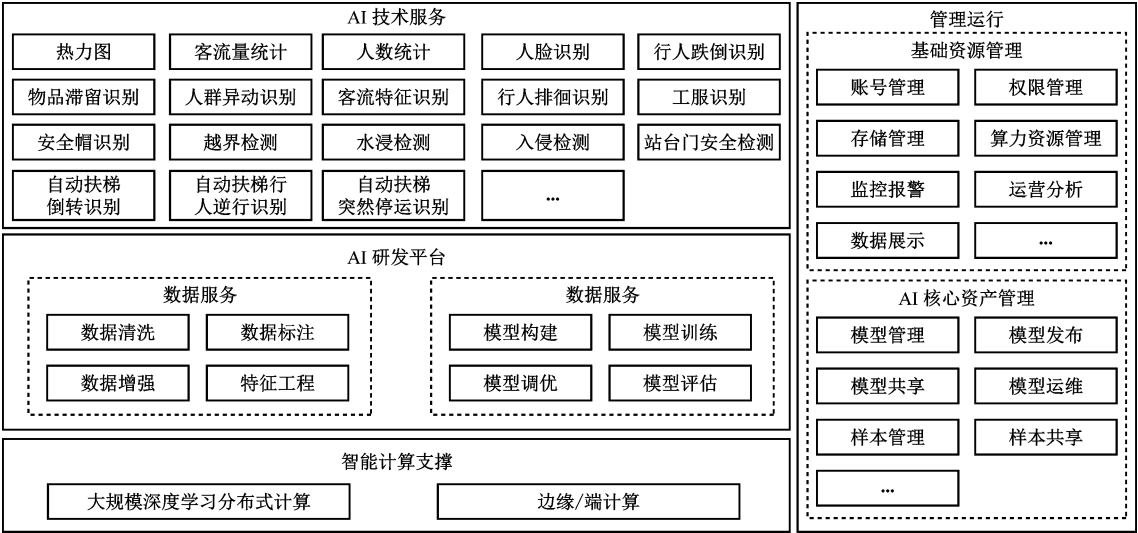 AI 技术服务
热力图
客流量统计
人数统计
人脸识别
行人跌倒识别
物品滞留识别
人群异动识别
客流特征识别
行人排徊识别
工服识别
安全帽识别
越界检测
水浸检测
入侵检测
站台门安全检测
自动扶梯
倒转识别
自动扶梯行
人逆行识别
自动扶梯
突然停运识别
...
AI 研发平台
数据服务
数据清洗
数据标注
数据增强
特征工程
数据服务
模型构建
模型训练
模型调优
模型评估
智能计算支撑
大规模深度学习分布式计算
边缘/端计算
管理运行
基础资源管理
账号管理
权限管理
存储管理
算力资源管理
监控报警
运营分析
数据展示
...
AI 核心资产管理
模型管理
模型发布
模型共享
模型运维
样本管理
样本共享
...